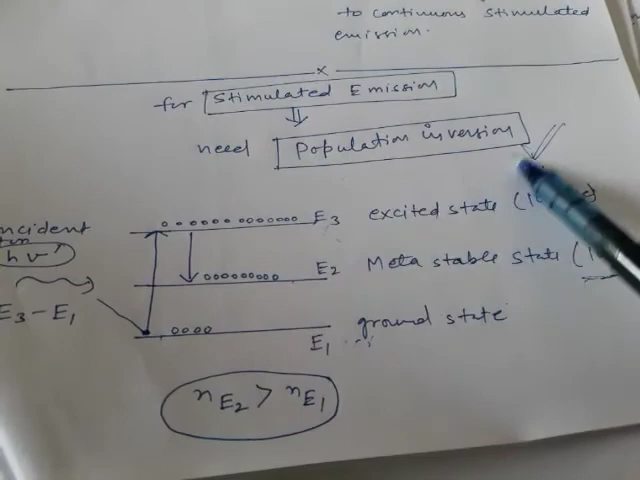 to continuous stimulated
emission.
x
for Stimulated Emission
⇓
need Population inversion
E3 excited state
hν
E2 Meta stable state
E3 − E1
E1 ground state
nE2 > nE1